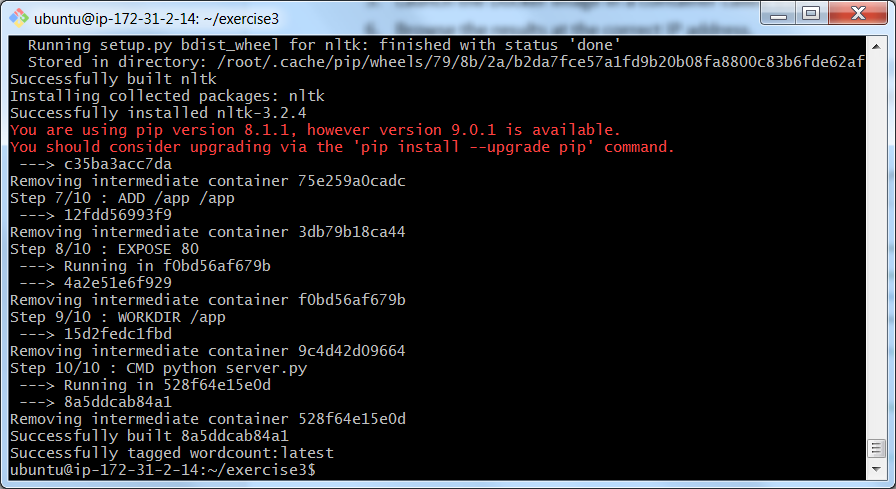 ubuntu@ip-172-31-2-14: ~/exercise3
Running setup.py bdist_wheel for nltk: finished with status 'done'
Stored in directory: /root/.cache/pip/wheels/79/8b/2a/b2da7fce57a1fd9b20b08fa8800c83b6fde62af
Successfully built nltk
Installing collected packages: nltk
Successfully installed nltk-3.2.4
You are using pip version 8.1.1, however version 9.0.1 is available.
You should consider upgrading via the 'pip install --upgrade pip' command.
---> c35ba3acc7da
Removing intermediate container 75e259a0cadc
Step 7/10 : ADD /app /app
---> 12fdd56993f9
Removing intermediate container 3db79b18ca44
Step 8/10 : EXPOSE 80
---> Running in f0bd56af679b
---> 4a2e51e6f929
Removing intermediate container f0bd56af679b
Step 9/10 : WORKDIR /app
---> 15d2fedc1fbd
Removing intermediate container 9c4d42d09664
Step 10/10 : CMD python server.py
---> Running in 528f64e15e0d
---> 8a5ddcab84a1
Removing intermediate container 528f64e15e0d
Successfully built 8a5ddcab84a1
Successfully tagged wordcount:latest
ubuntu@ip-172-31-2-14:~/exercise3$